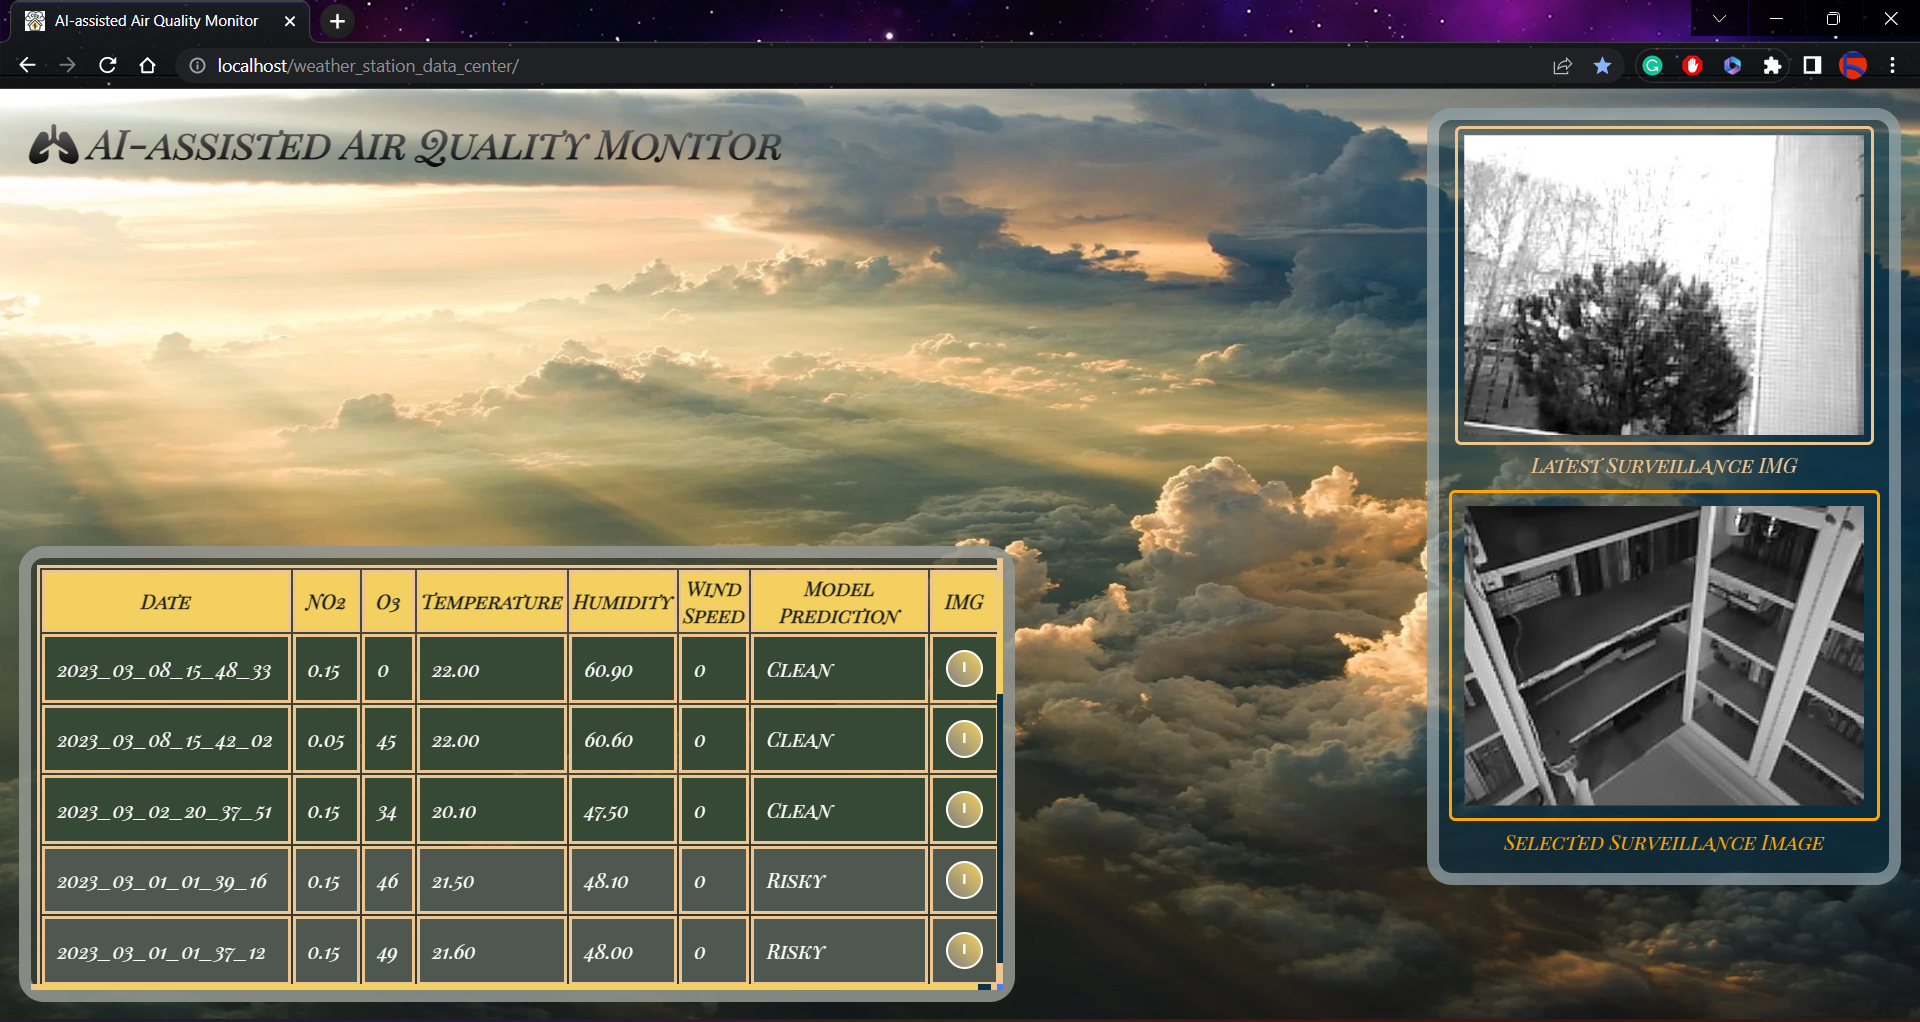 AI-assisted Air Quality Monitor
localhost/weather_station_data_center/
AI-assisted Air Quality Monitor
Latest Surveillance IMG
Selected Surveillance Image
Date NO2 O3 Temperature Humidity Wind Speed Model Prediction IMG
2023_03_08_15_48_33 0.15 0 22.00 60.90 0 Clean
2023_03_08_15_42_02 0.05 45 22.00 60.60 0 Clean
2023_03_02_20_37_51 0.15 34 20.10 47.50 0 Clean
2023_03_01_01_39_16 0.15 46 21.50 48.10 0 Risky
2023_03_01_01_37_12 0.15 49 21.60 48.00 0 Risky